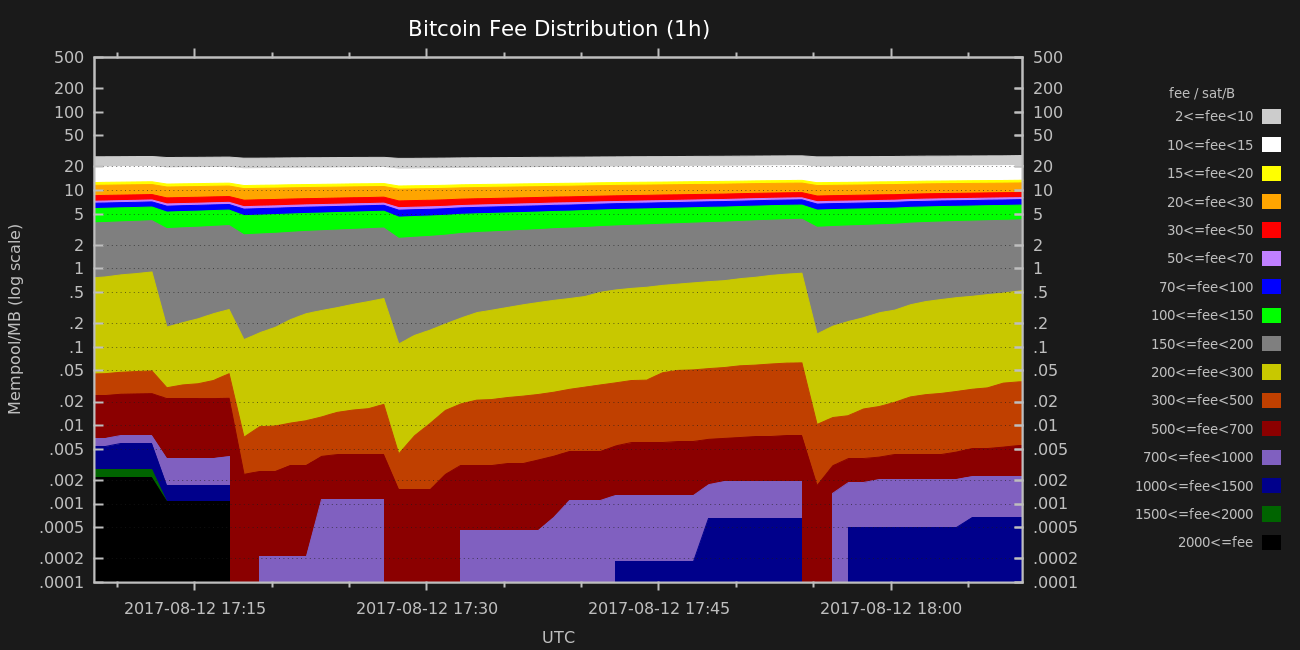 Bitcoin Fee Distribution (1h)
500 500
200 200
100 100
50 50
20 20
10 10
5 5
2 2
1 1
.5 .5
.2 .2
.1 .1
.05 .05
.02 .02
.01 .01
.005 .005
.002 .002
.001 .001
.0005 .0005
.0002 .0002
.0001 .0001
Mempool/MB (log scale)
2017-08-12 17:15 2017-08-12 17:30 2017-08-12 17:45 2017-08-12 18:00
UTC
fee / sat/B
2<=fee<10
10<=fee<15
15<=fee<20
20<=fee<30
30<=fee<50
50<=fee<70
70<=fee<100
100<=fee<150
150<=fee<200
200<=fee<300
300<=fee<500
500<=fee<700
700<=fee<1000
1000<=fee<1500
1500<=fee<2000
2000<=fee